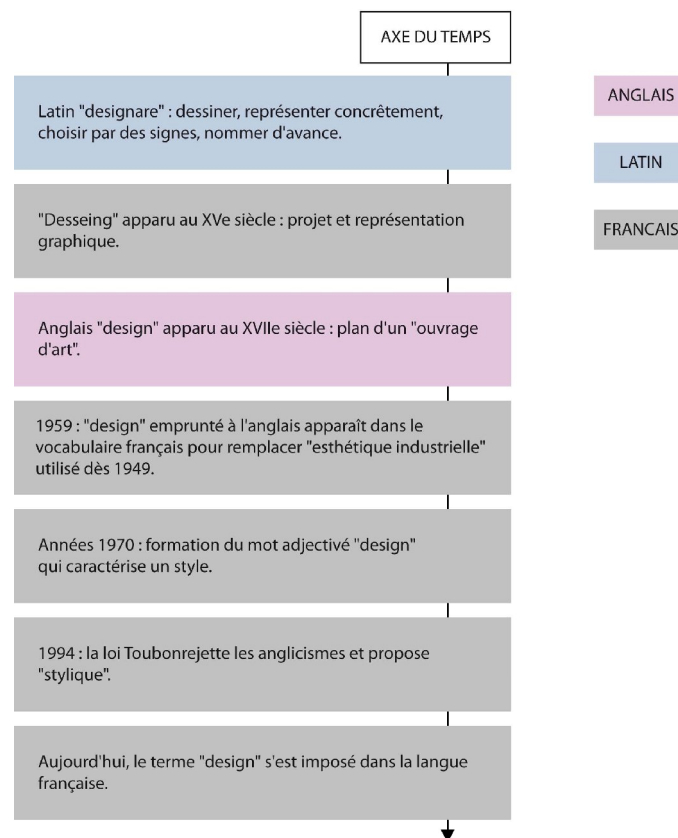 AXE DU TEMPS
Latin "designare" : dessiner, représenter concrêtement,
choisir par des signes, nommer d'avance.
"Desseing" apparu au XVe siècle : projet et représentation
graphique.
Anglais "design" apparu au XVIIe siècle : plan d'un "ouvrage
d'art".
1959 : "design" emprunté à l'anglais apparaît dans le
vocabulaire français pour remplacer "esthétique industrielle"
utilisé dès 1949.
Années 1970 : formation du mot adjectivé "design"
qui caractérise un style.
1994 : la loi Toubonrejette les anglicismes et propose
"stylique".
Aujourd'hui, le terme "design" s'est imposé dans la langue
française.
ANGLAIS
LATIN
FRANCAIS